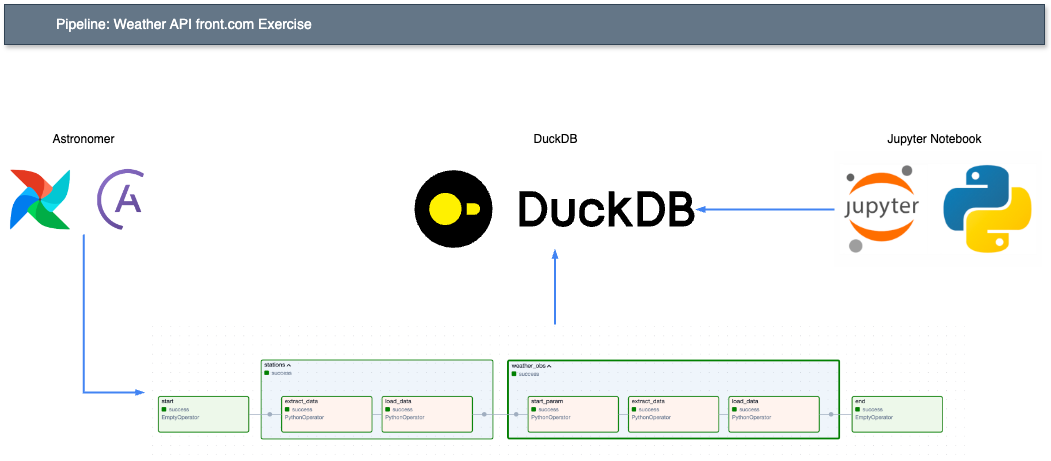 Pipeline: Weather API front.com Exercise
Astronomer
DuckDB
Jupyter Notebook
A
DuckDB
jupyter
stations
success
weather_obs
success
start
success
EmptyOperator
extract_data
success
PythonOperator
load_data
success
PythonOperator
start_param
success
PythonOperator
extract_data
success
PythonOperator
load_data
success
PythonOperator
end
success
EmptyOperator